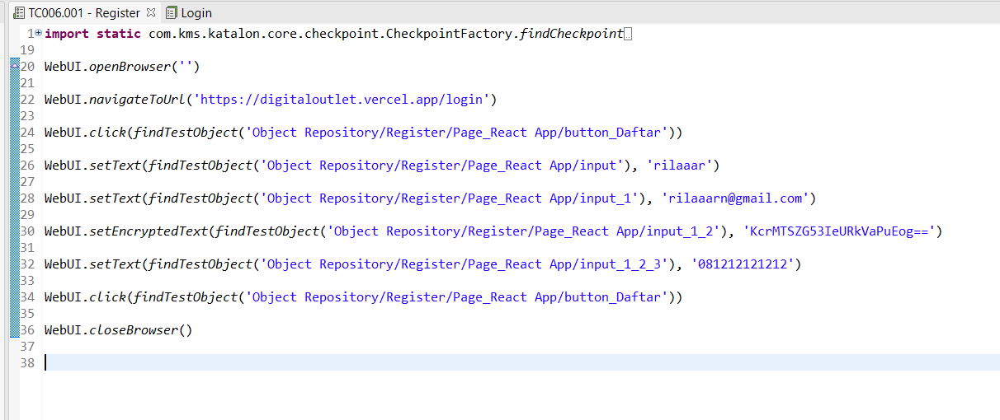 TC006.001 - Register Login
1 import static com.kms.katalon.core.checkpoint.CheckpointFactory.findCheckpoint
19
20 WebUI.openBrowser('')
21
22 WebUI.navigateToUrl('https://digitaloutlet.vercel.app/login')
23
24 WebUI.click(findTestObject('Object Repository/Register/Page_React App/button_Daftar'))
25
26 WebUI.setText(findTestObject('Object Repository/Register/Page_React App/input'), 'rilaaar')
27
28 WebUI.setText(findTestObject('Object Repository/Register/Page_React App/input_1'), 'rilaaarn@gmail.com')
29
30 WebUI.setEncryptedText(findTestObject('Object Repository/Register/Page_React App/input_1_2'), 'KcrMTSZG53IeURkVaPuEog==')
31
32 WebUI.setText(findTestObject('Object Repository/Register/Page_React App/input_1_2_3'), '081212121212')
33
34 WebUI.click(findTestObject('Object Repository/Register/Page_React App/button_Daftar'))
35
36 WebUI.closeBrowser()
37
38